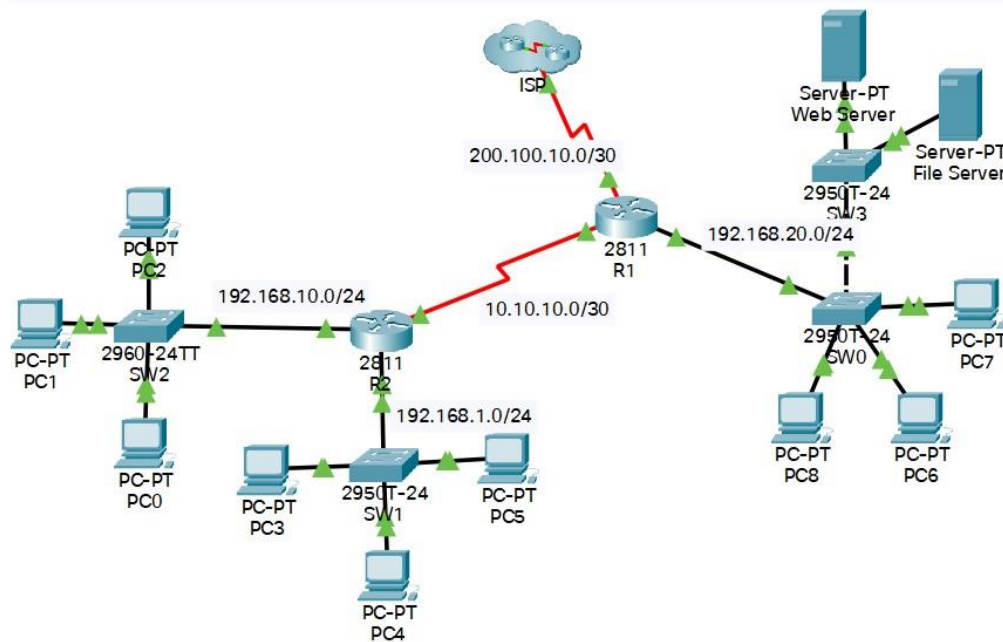 ISP
Server-PT
Web Server
Server-PT
File Server
200.100.10.0/30
2950T-24
SW3
PC-PT
PC2
2811
R1
192.168.20.0/24
192.168.10.0/24
10.10.10.0/30
PC-PT
PC1
2960-24TT
SW2
2811
R2
2950T-24
SW0
PC-PT
PC7
192.168.1.0/24
PC-PT
PC0
PC-PT
PC3
2950T-24
SW1
PC-PT
PC5
PC-PT
PC8
PC-PT
PC6
PC-PT
PC4